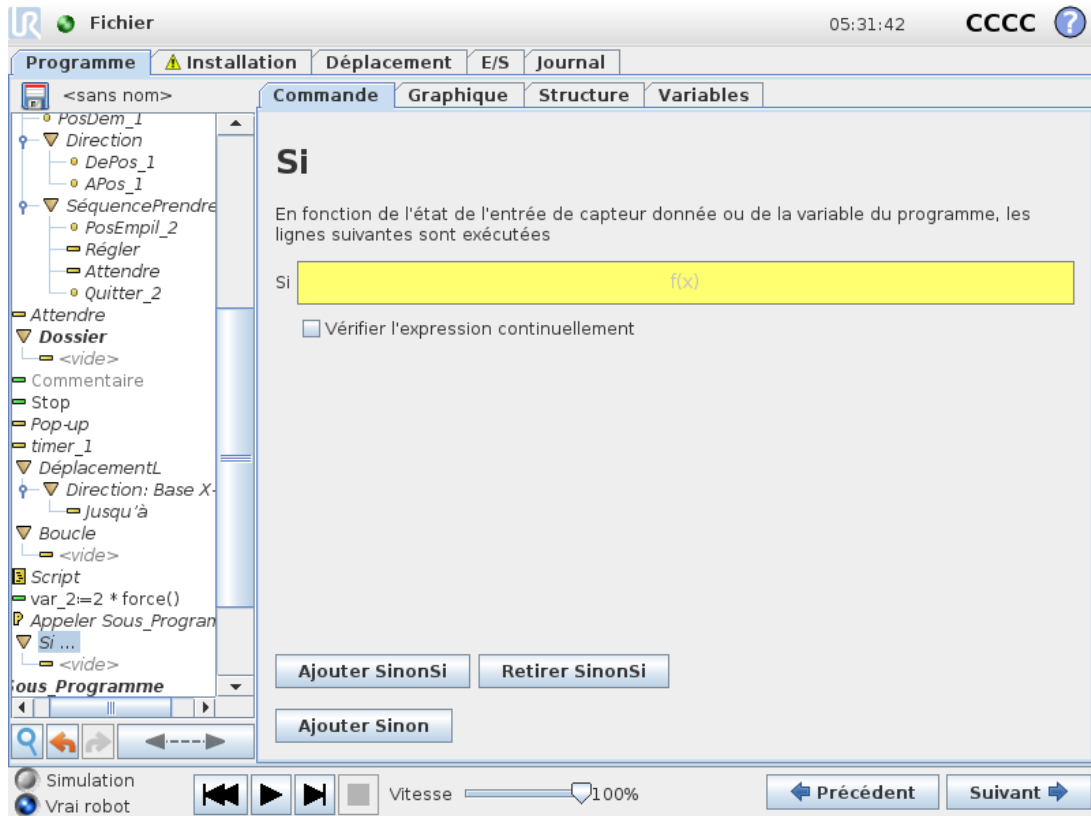 UR Fichier 05:31:42 CCCC ?
Programme Installation Déplacement E/S Journal
<sans nom>
Commande Graphique Structure Variables
PosDem_1
Direction
DePos_1
APos_1
SéquencePrendre
PosEmpil_2
Régler
Attendre
Quitter_2
Attendre
Dossier
<vide>
Commentaire
Stop
Pop-up
timer_1
DéplacementL
Direction: Base X-
Jusqu'à
Boucle
<vide>
Script
var_2:=2 * force()
Appeler Sous_Program
Si ...
<vide>
Sous_Programme
Si
En fonction de l'état de l'entrée de capteur donnée ou de la variable du programme, les
lignes suivantes sont exécutées
Si f(x)
Vérifier l'expression continuellement
Ajouter SinonSi Retirer SinonSi
Ajouter Sinon
Simulation
Vrai robot
Vitesse 100%
Précédent Suivant